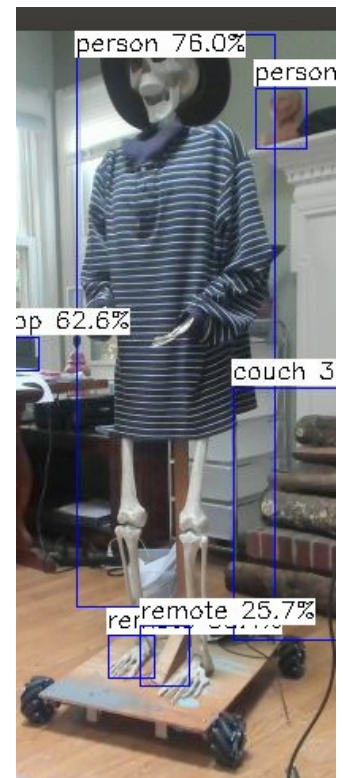 person 76.0%
person
op 62.6%
couch 3
remote 25.7%